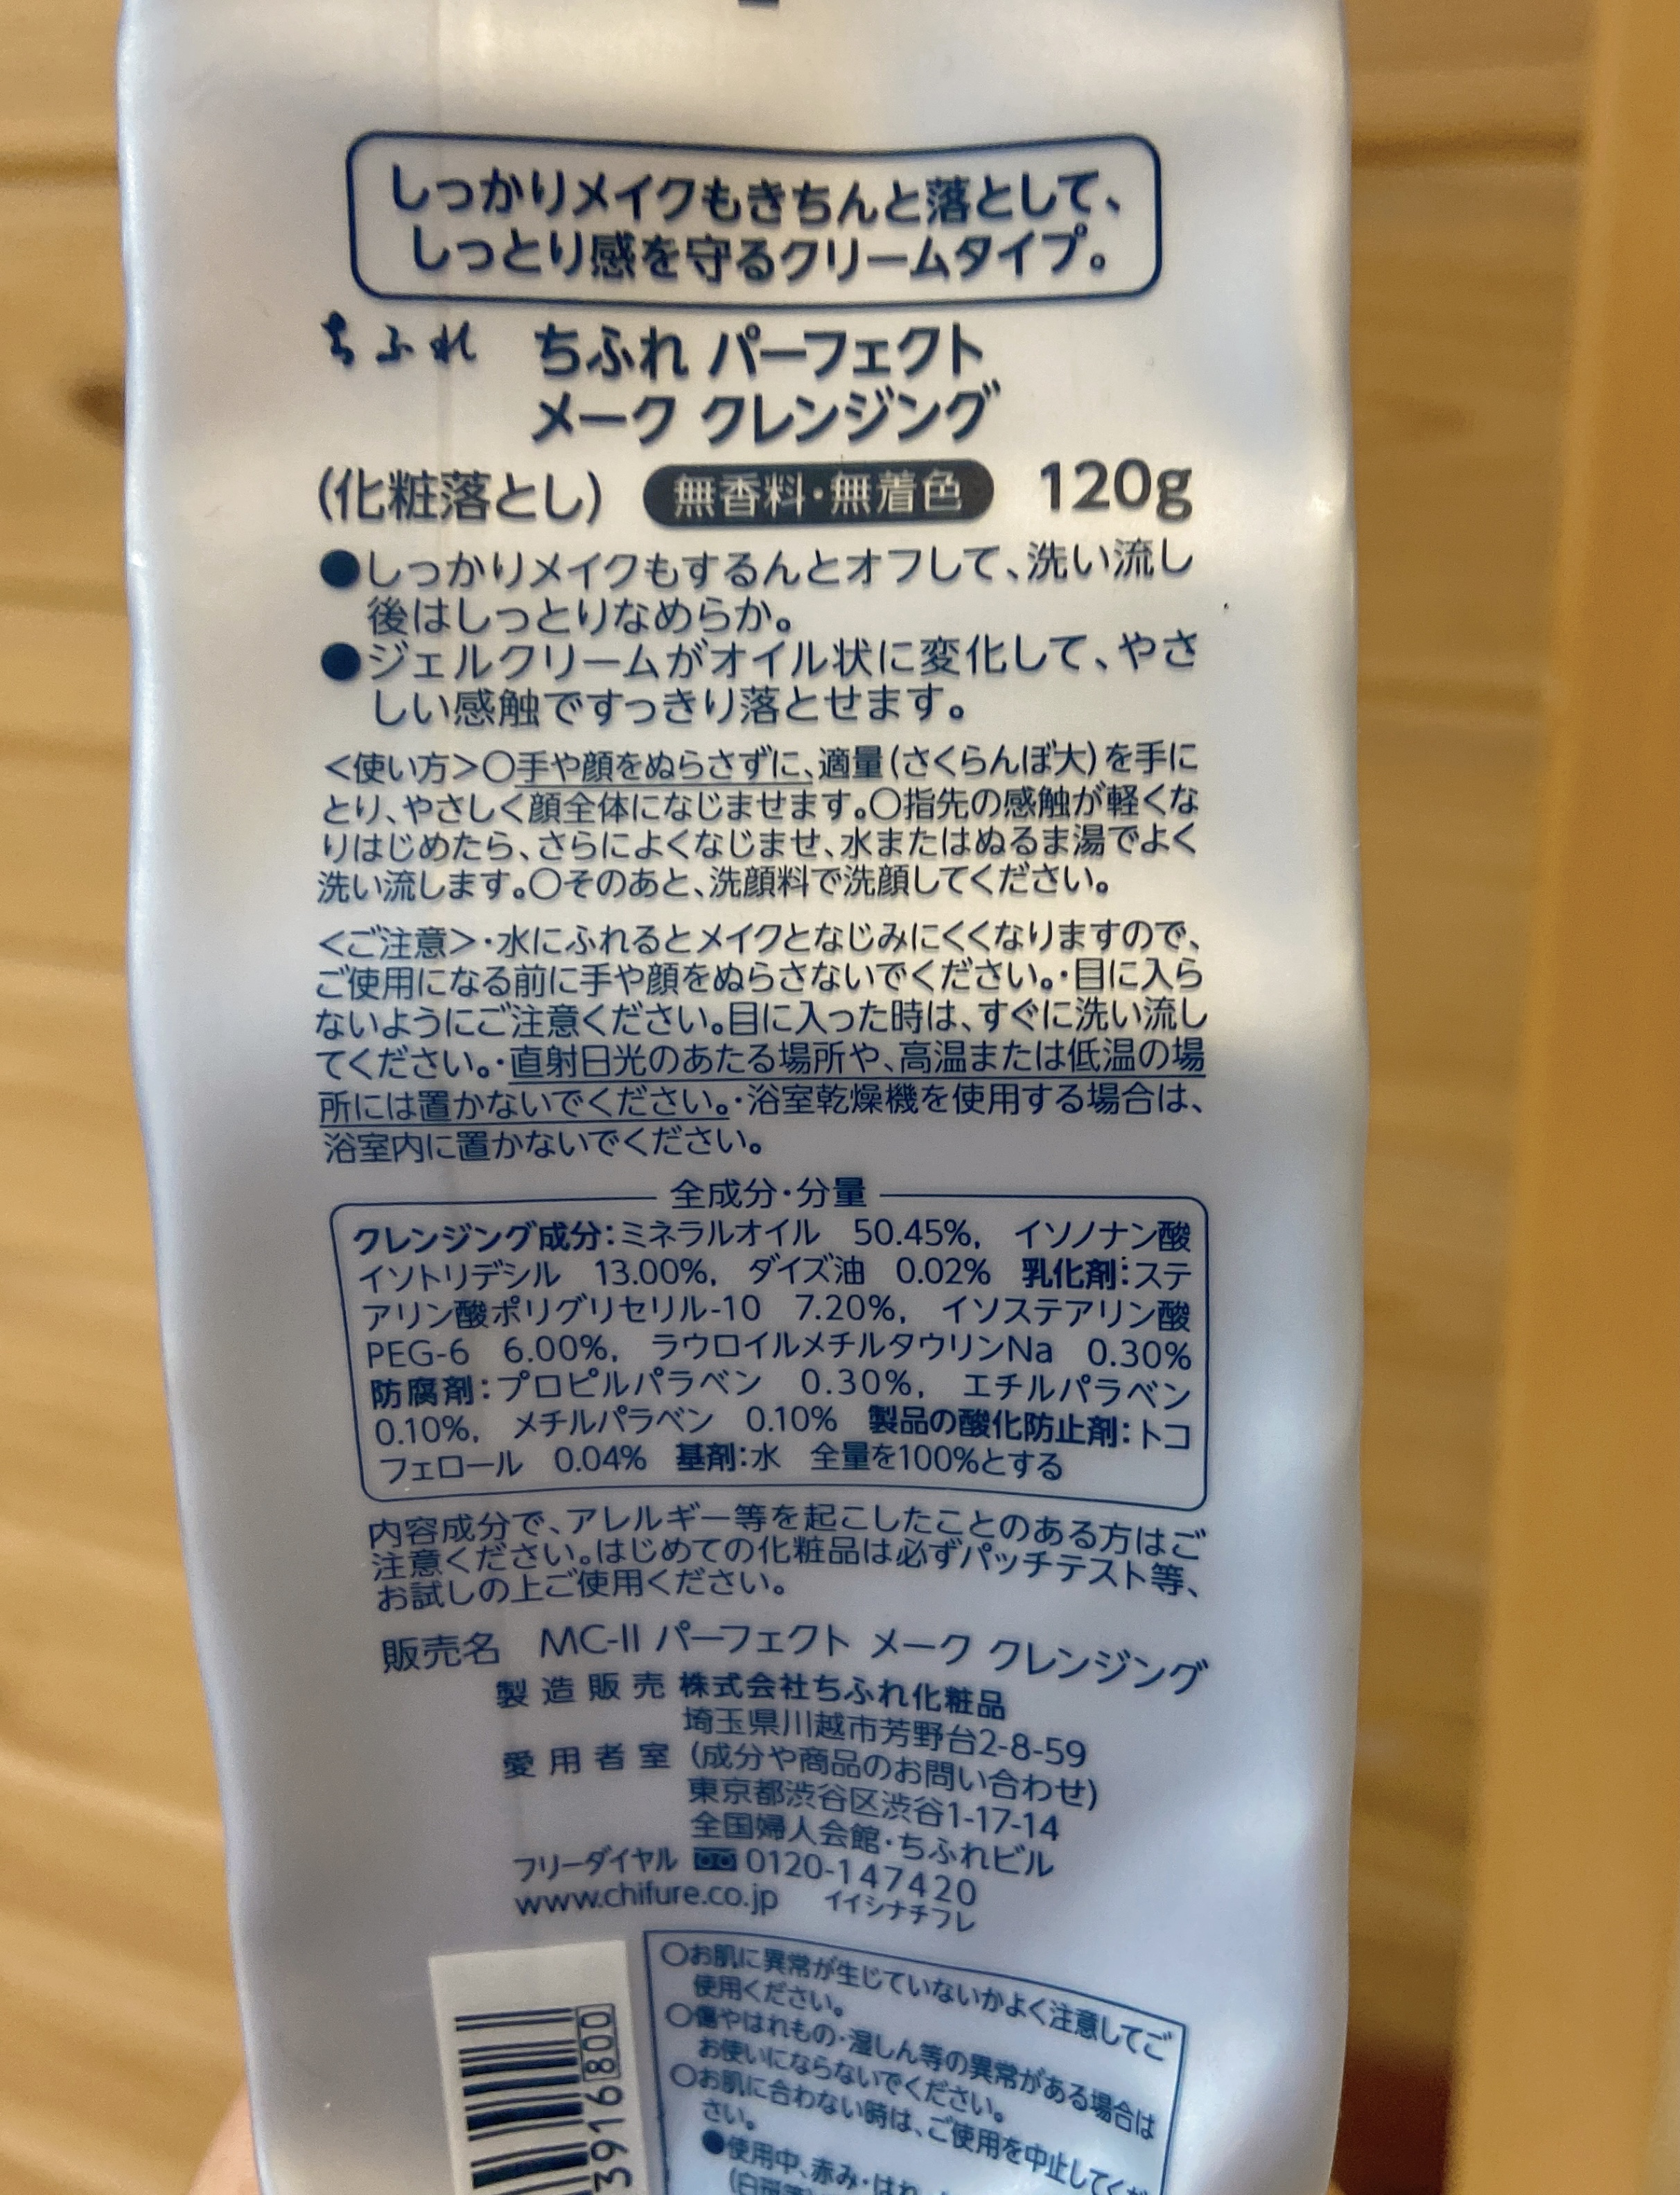 しっかりメイクもきちんと落として、
しっとり感を守るクリームタイプ。
ちふれ ちふれ パーフェクト
メーク クレンジング
(化粧落とし) 無香料・無着色 120g
●しっかりメイクもするんとオフして、洗い流し
後はしっとりなめらか。
●ジェルクリームがオイル状に変化して、やさ
しい感触ですっきり落とせます。
<使い方>○手や顔をぬらさずに、適量(さくらんぼ大)を手に
とり、やさしく顔全体になじませます。○指先の感触が軽くな
りはじめたら、さらによくなじませ、水またはぬるま湯でよく
洗い流します。○そのあと、洗顔料で洗顔してください。
<ご注意>・水にふれるとメイクとなじみにくくなりますので、
ご使用になる前に手や顔をぬらさないでください。・目に入ら
ないようにご注意ください。目に入った時は、すぐに洗い流し
てください。・直射日光のあたる場所や、高温または低温の場
所には置かないでください。・浴室乾燥機を使用する場合は、
浴室内に置かないでください。
全成分・分量
クレンジング成分:ミネラルオイル 50.45%, イソノナン酸
イソトリデシル 13.00%, ダイズ油 0.02% 乳化剤:ステ
アリン酸ポリグリセリル-10 7.20%, イソステアリン酸
PEG-6 6.00%, ラウロイルメチルタウリンNa 0.30%
防腐剤:プロピルパラベン 0.30%, エチルパラベン
0.10%, メチルパラベン 0.10% 製品の酸化防止剤:トコ
フェロール 0.04% 基剤:水 全量を100%とする
内容成分で、アレルギー等を起こしたことのある方はご
注意ください。はじめての化粧品は必ずパッチテスト等、
お試しの上ご使用ください。
販売名 MC-II パーフェクト メーク クレンジング
製造販売 株式会社ちふれ化粧品
埼玉県川越市芳野台2-8-59
愛用者室 (成分や商品のお問い合わせ)
東京都渋谷区渋谷1-17-14
全国婦人会館・ちふれビル
フリーダイヤル 0120-147420
www.chifure.co.jp イイシナチフレ
○お肌に異常が生じていないかよく注意してご
使用ください。
○傷やはれもの・湿しん等の異常がある場合は
お使いにならないでください。
○お肌に合わない時は、ご使用を中止してくだ
さい。
●使用中、赤み・はれ
3916800